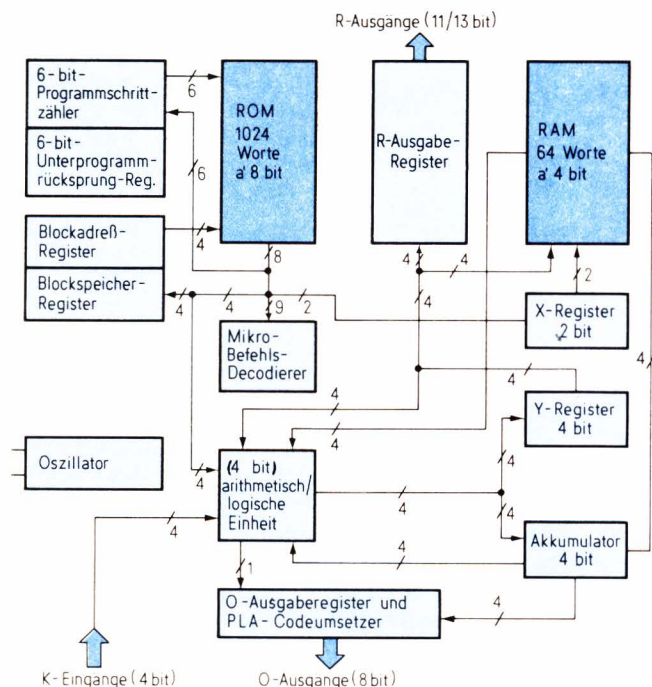 R-Ausgänge (11/13 bit)
6-bit-
Programmschritt-
zähler
6-bit-
Unterprogramm-
rücksprung-Reg.
6
6
ROM
1024
Worte
a' 8 bit
R-Ausgabe-
Register
RAM
64 Worte
a' 4 bit
Blockadreß-
Register
Blockspeicher-
Register
4
8
4
4
4
4
9
2
4
2
Mikro-
Befehls-
Decodierer
X-Register
2 bit
4
4
4
4
Y-Register
4 bit
Oszillator
4
(4 bit)
arithmetisch/
logische
Einheit
4
4
4
4
4
Akkumulator
4 bit
1
4
O-Ausgaberegister und
PLA-Codeumsetzer
K-Eingänge (4 bit)
O-Ausgänge (8 bit)